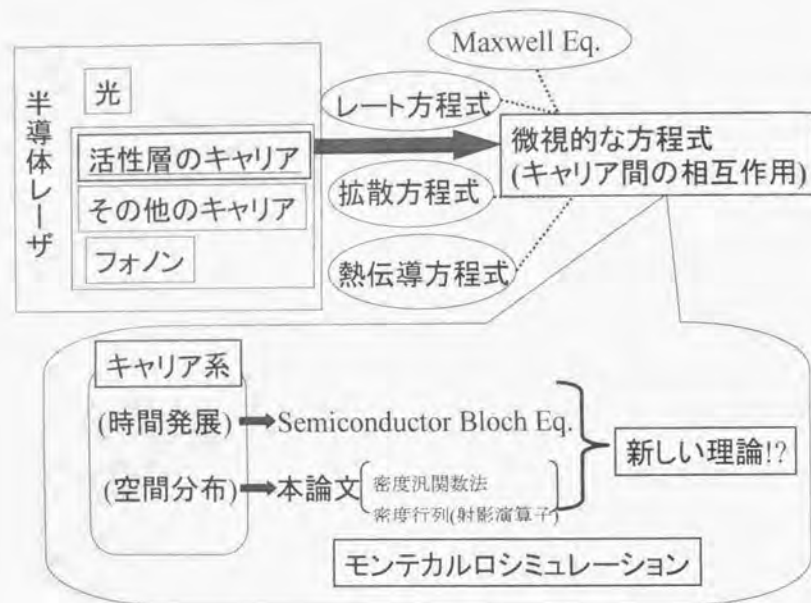 Maxwell Eq.
半導体レーザ
光
レート方程式
活性層のキャリア
微視的な方程式
(キャリア間の相互作用)
その他のキャリア
拡散方程式
フォノン
熱伝導方程式
キャリア系
(時間発展)
Semiconductor Bloch Eq.
新しい理論!?
(空間分布)
本論文
密度汎関数法
密度行列(射影演算子)
モンテカルロシミュレーション